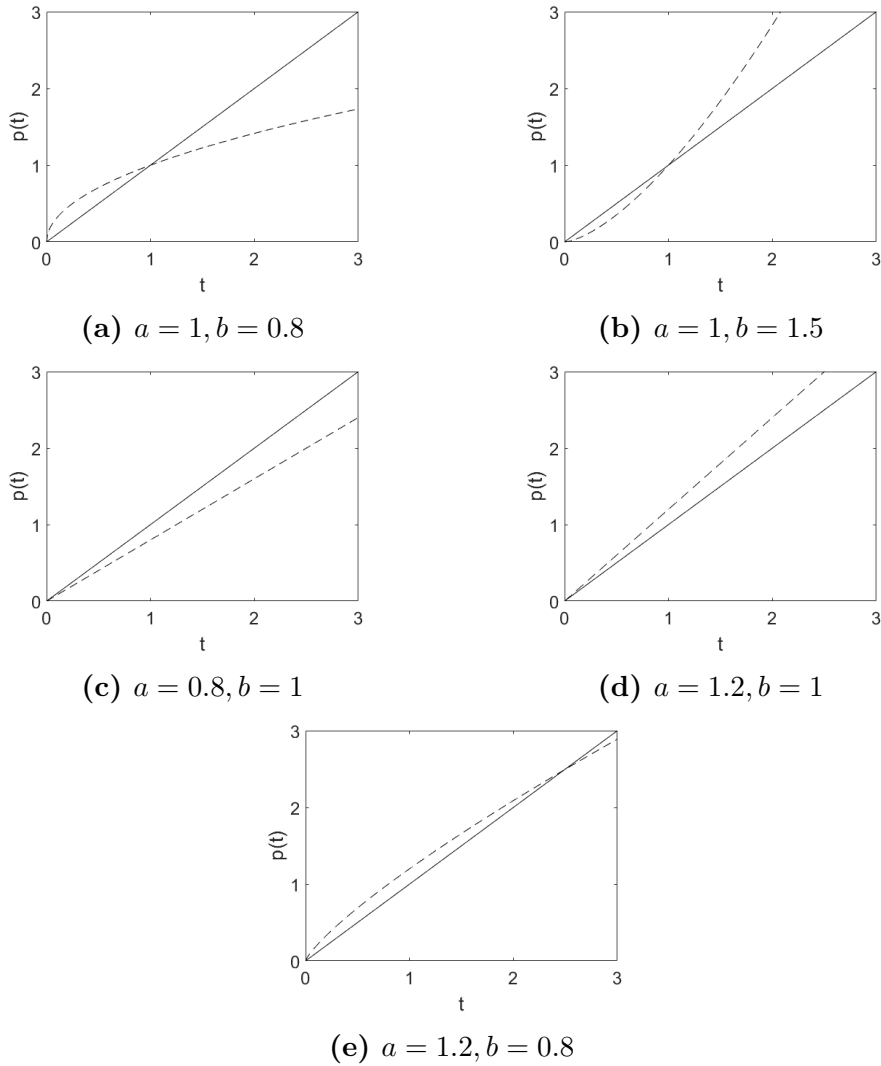 3
2
p(t)
1
0
0 1 2 3
t
(a) a = 1, b = 0.8
3
2
p(t)
1
0
0 1 2 3
t
(b) a = 1, b = 1.5
3
2
p(t)
1
0
0 1 2 3
t
(c) a = 0.8, b = 1
3
2
p(t)
1
0
0 1 2 3
t
(d) a = 1.2, b = 1
3
2
p(t)
1
0
0 1 2 3
t
(e) a = 1.2, b = 0.8